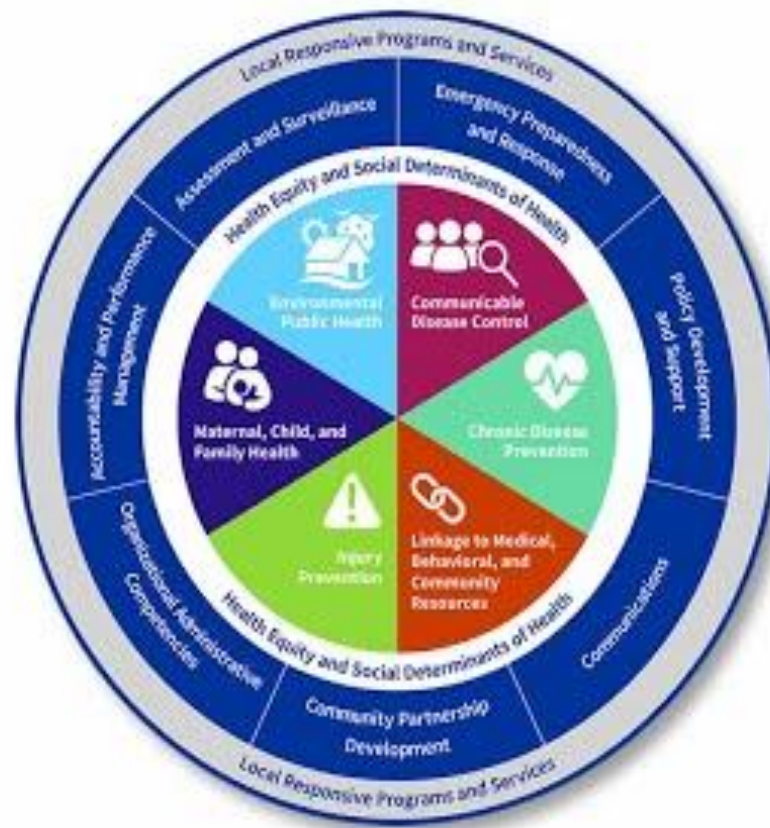 Local Responsive Programs and Services
Assessment and Surveillance
Emergency Preparedness
and Response
Accountability and Performance
Management
Policy Development
and Support
Organizational Administrative
Competencies
Communications
Community Partnership
Development
Health Equity and Social Determinants of Health
Environmental
Public Health
Communicable
Disease Control
Maternal, Child, and
Family Health
Chronic Disease
Prevention
Injury
Prevention
Linkage to Medical,
Behavioral, and
Community
Resources
Health Equity and Social Determinants of Health
Local Responsive Programs and Services